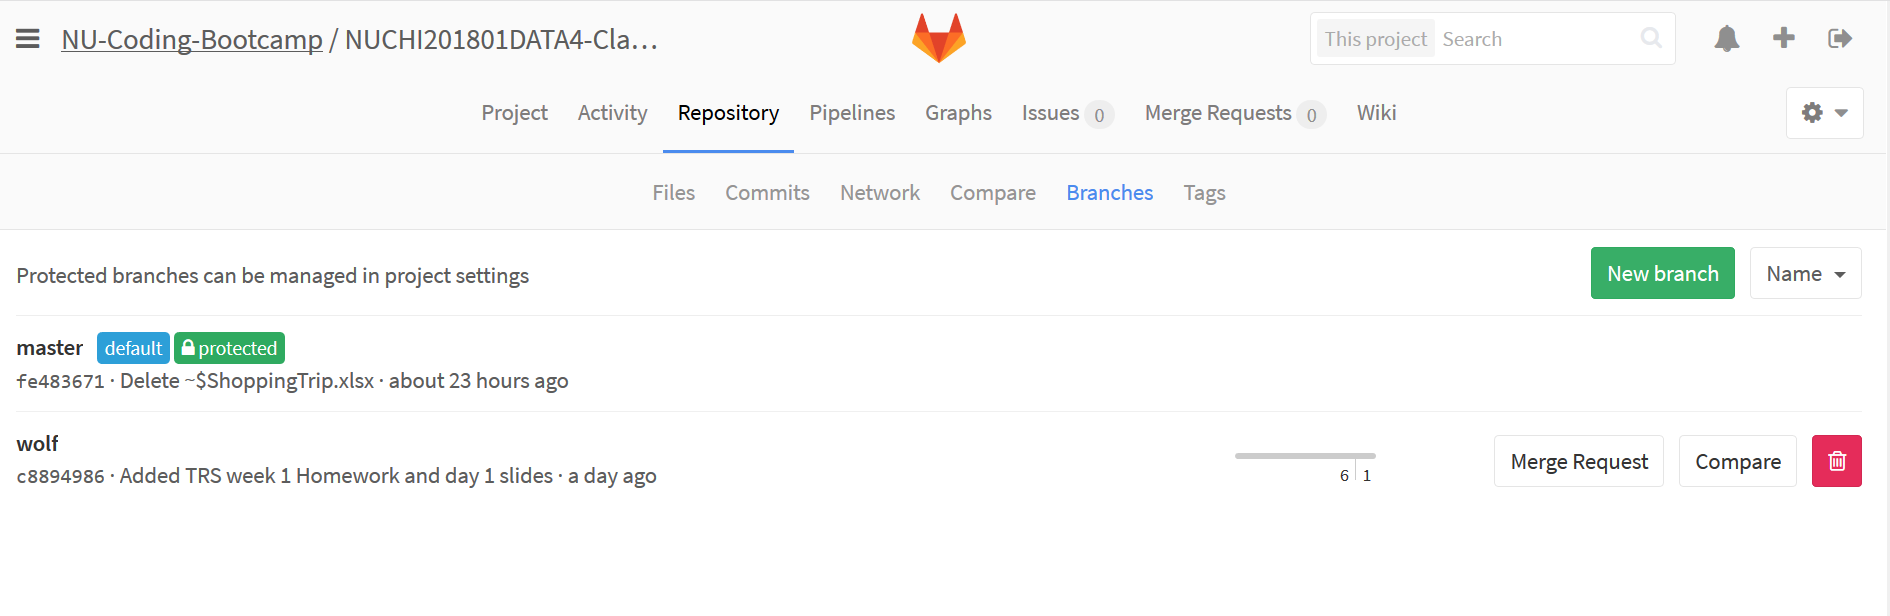 NU-Coding-Bootcamp / NUCHI201801DATA4-Cla...
This project Search
Project Activity Repository Pipelines Graphs Issues 0 Merge Requests 0 Wiki
Files Commits Network Compare Branches Tags
Protected branches can be managed in project settings
New branch Name
master default protected
fe483671 · Delete ~$ShoppingTrip.xlsx · about 23 hours ago
wolf
c8894986 · Added TRS week 1 Homework and day 1 slides · a day ago
6 1
Merge Request Compare